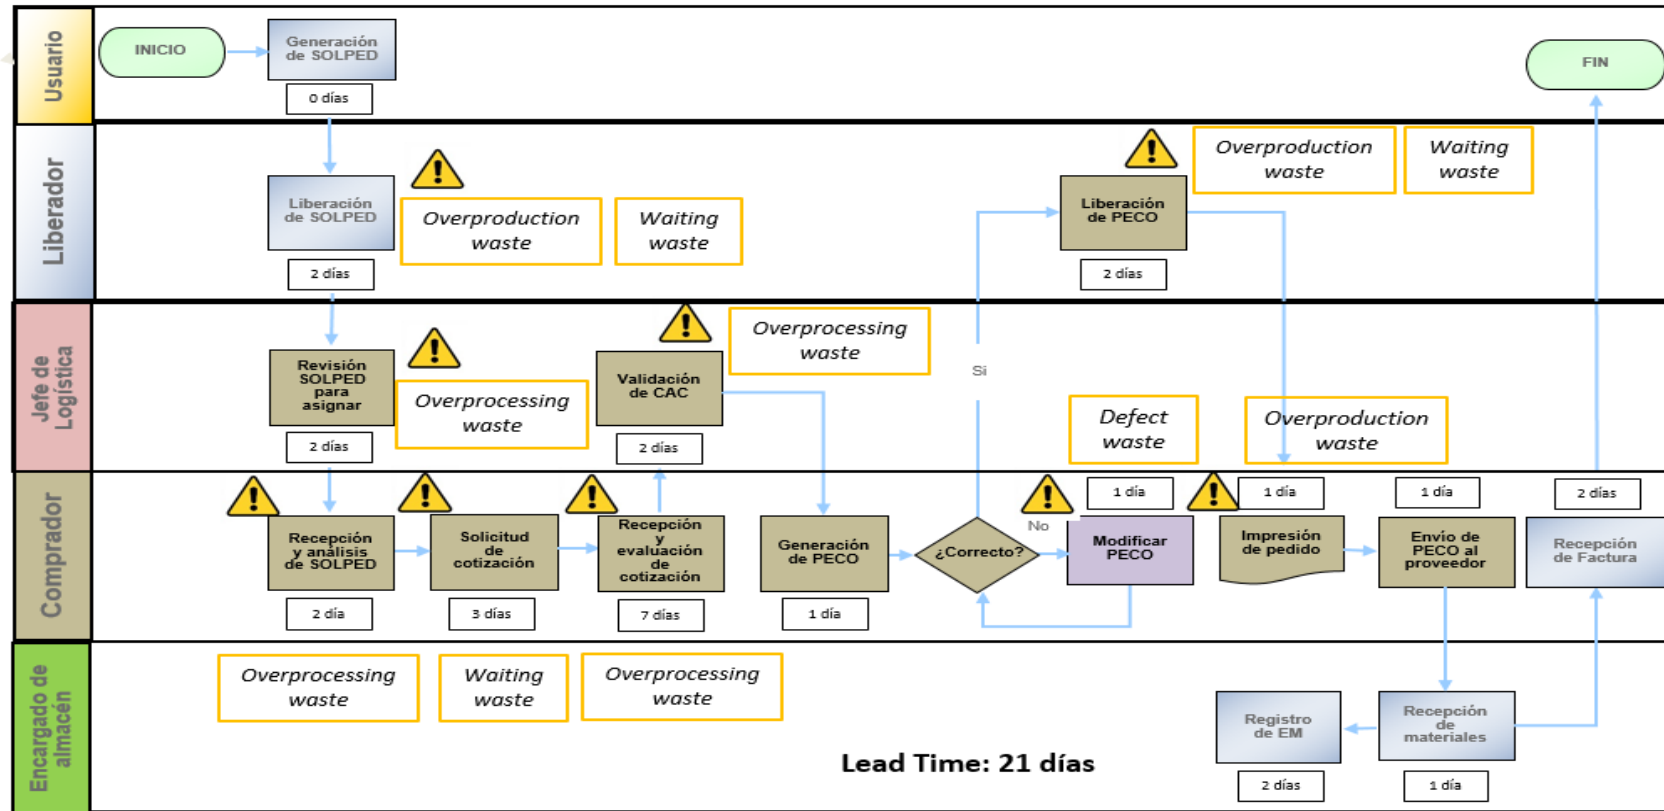 Usuario
INICIO
Generación
de SOLPED
0 días
FIN
Liberador
Liberación
de SOLPED
2 días
Overproduction
waste
Waiting
waste
Liberación
de PECO
2 días
Overproduction
waste
Waiting
waste
Jefe de
Logística
Revisión
SOLPED
para
asignar
2 días
Overprocessing
waste
Validación
de CAC
2 días
Overprocessing
waste
Si
Defect
waste
Overproduction
waste
Comprador
Recepción
y análisis
de SOLPED
2 día
Solicitud
de
cotización
3 días
Recepción
y
evaluación
de
cotización
7 días
Generación
de PECO
1 día
¿Correcto?
No
1 día
Modificar
PECO
1 día
Impresión
de pedido
1 día
Envío de
PECO al
proveedor
2 días
Recepción
de Factura
Encargado de
almacén
Overprocessing
waste
Waiting
waste
Overprocessing
waste
Lead Time: 21 días
Registro
de EM
2 días
Recepción
de
materiales
1 día